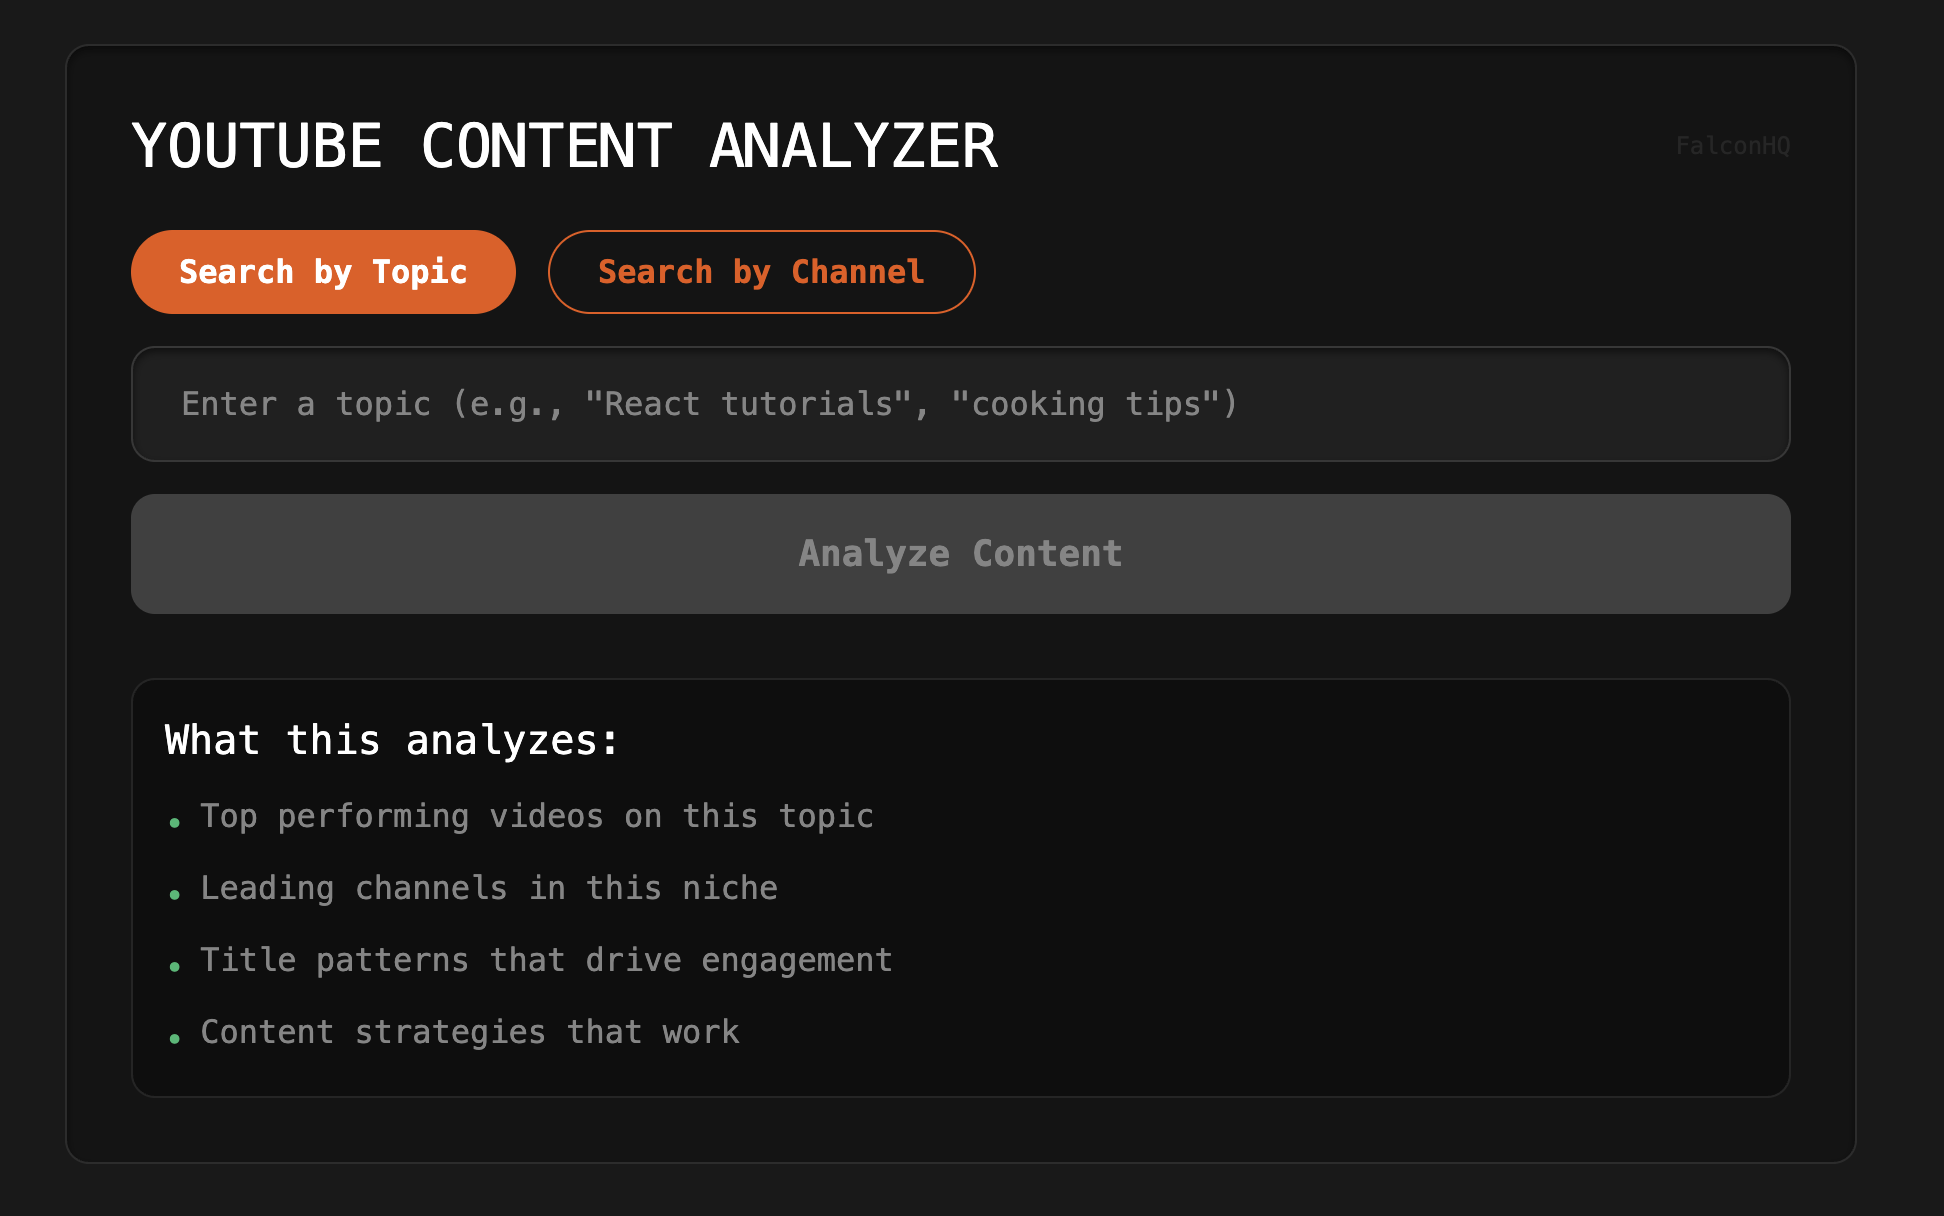 YOUTUBE CONTENT ANALYZER
FalconHQ
Search by Topic
Search by Channel
Enter a topic (e.g., "React tutorials", "cooking tips")
Analyze Content
What this analyzes:
• Top performing videos on this topic
• Leading channels in this niche
• Title patterns that drive engagement
• Content strategies that work